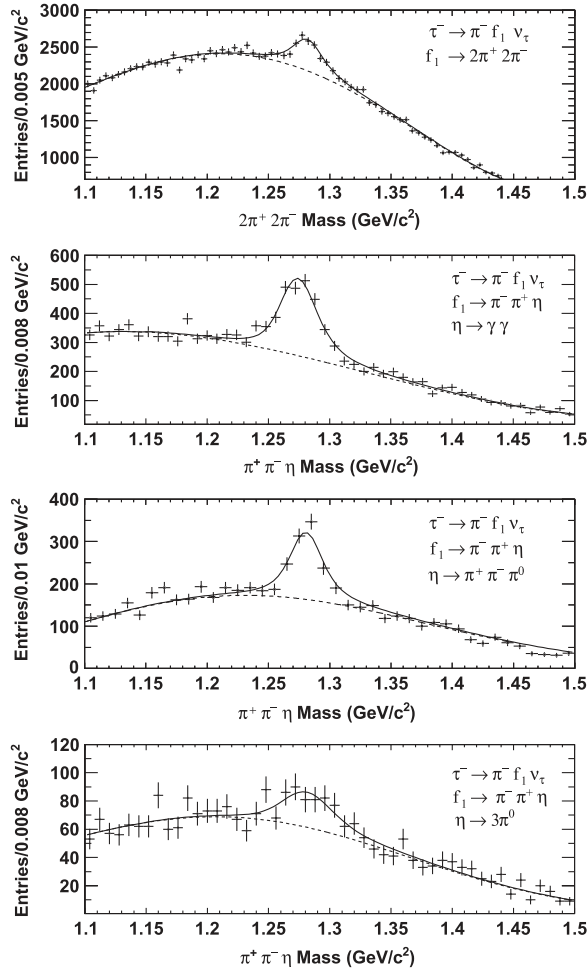 3000
2500
2000
1500
1000
Entries/0.005 GeV/c²
τ⁻ → π⁻ f₁ ν_τ
f₁ → 2π⁺ 2π⁻
1.1 1.15 1.2 1.25 1.3 1.35 1.4 1.45 1.5
2π⁺ 2π⁻ Mass (GeV/c²)
600
500
400
300
200
100
Entries/0.008 GeV/c²
τ⁻ → π⁻ f₁ ν_τ
f₁ → π⁻ π⁺ η
η → γ γ
1.1 1.15 1.2 1.25 1.3 1.35 1.4 1.45 1.5
π⁺ π⁻ η Mass (GeV/c²)
400
300
200
100
0
Entries/0.01 GeV/c²
τ⁻ → π⁻ f₁ ν_τ
f₁ → π⁻ π⁺ η
η → π⁺ π⁻ π⁰
1.1 1.15 1.2 1.25 1.3 1.35 1.4 1.45 1.5
π⁺ π⁻ η Mass (GeV/c²)
120
100
80
60
40
20
Entries/0.008 GeV/c²
τ⁻ → π⁻ f₁ ν_τ
f₁ → π⁻ π⁺ η
η → 3π⁰
1.1 1.15 1.2 1.25 1.3 1.35 1.4 1.45 1.5
π⁺ π⁻ η Mass (GeV/c²)